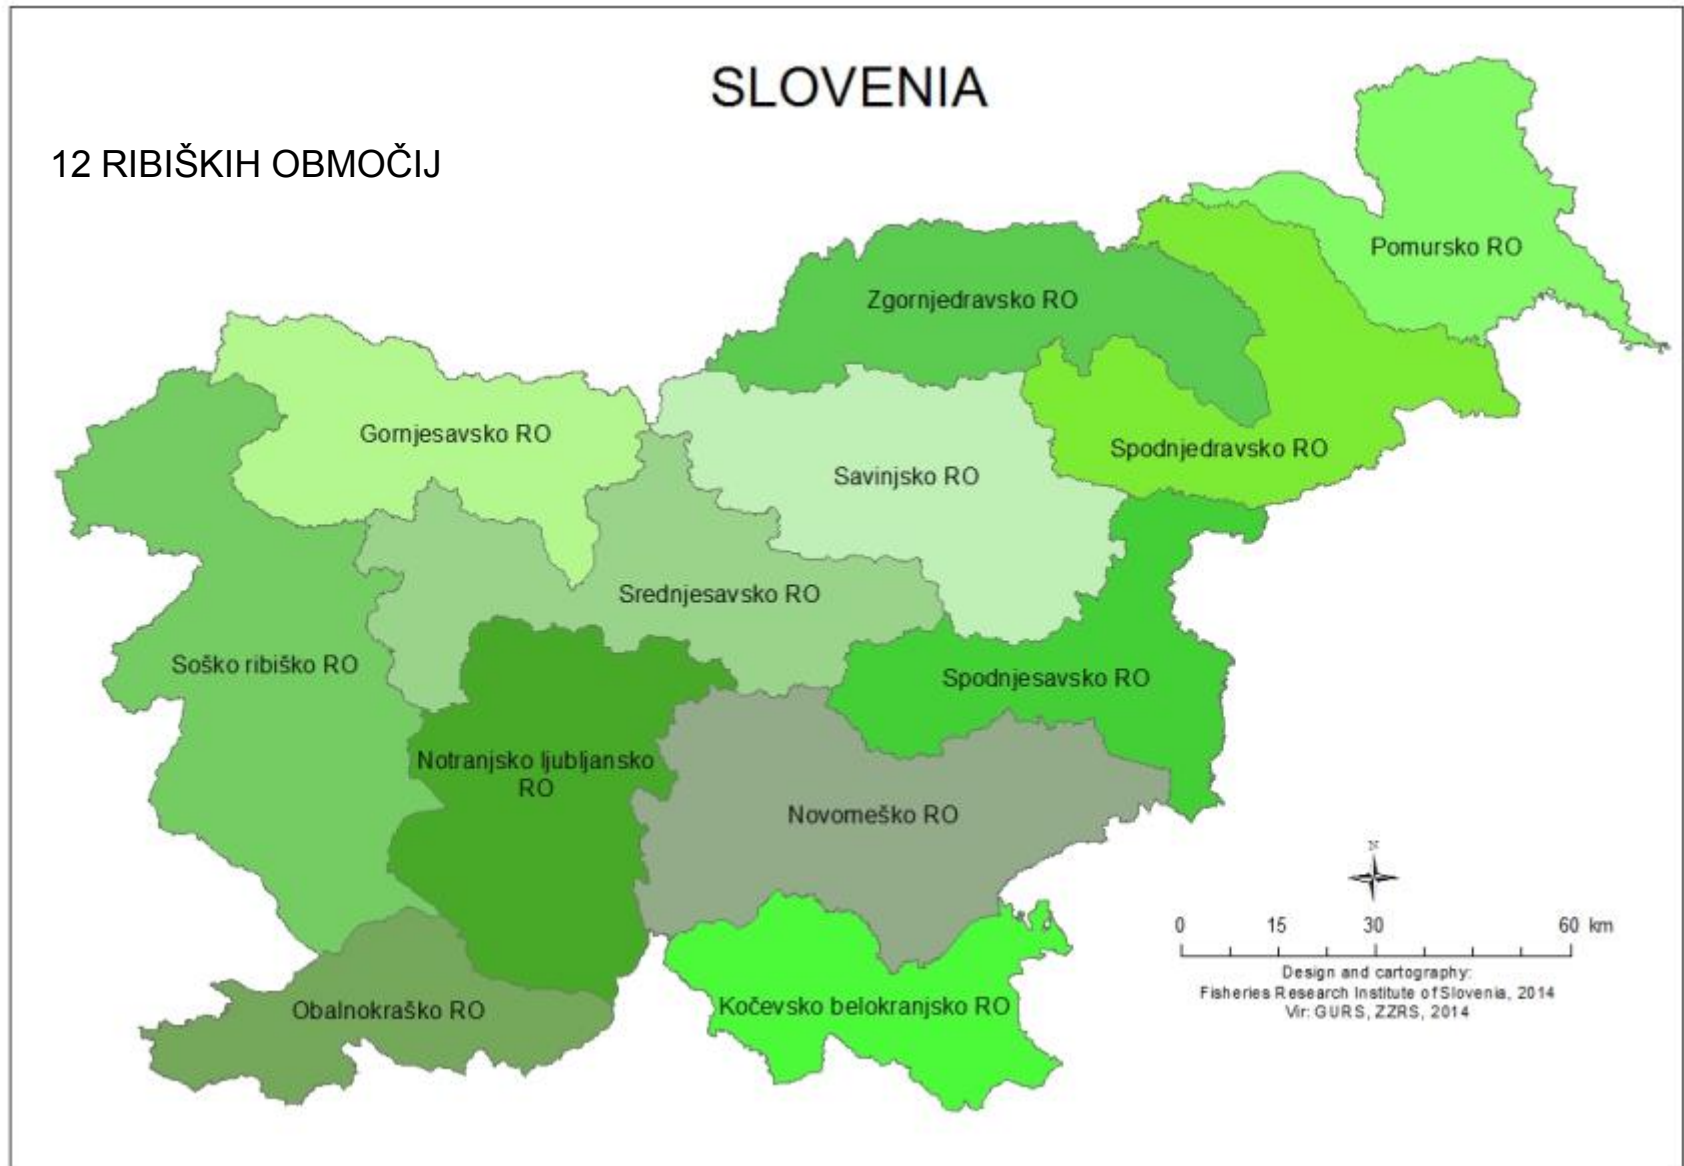 SLOVENIA
12 RIBIŠKIH OBMOČIJ
Pomursko RO
Zgornjedravsko RO
Gornjesavsko RO
Spodnjedravsko RO
Savinjsko RO
Srednjesavsko RO
Soško ribiško RO
Spodnjesavsko RO
Notranjsko ljubljansko
RO
Novomeško RO
N
0 15 30 60 km
Design and cartography:
Fisheries Research Institute of Slovenia, 2014
Vir: GURS, ZZRS, 2014
Obalnokraško RO
Kočevsko belokranjsko RO